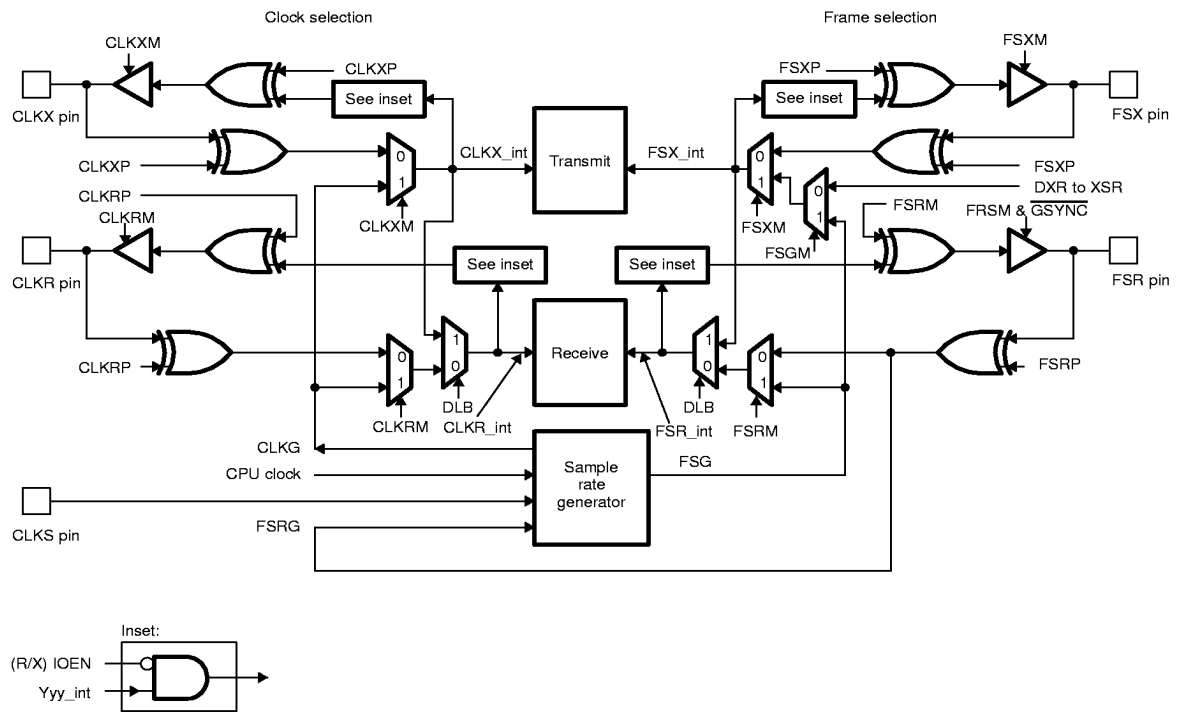 Clock selection
Frame selection
CLKXM
FSXM
CLKXP
FSXP
See inset
See inset
CLKX pin
FSX pin
CLKXP
0
1
CLKX_int
Transmit
FSX_int
0
1
FSXP
CLKRP
CLKXM
FSXM
0
1
DXR to XSR
CLKRM
FSRM
FRSM & GSYNC
FSGM
See inset
See inset
CLKR pin
FSR pin
1
0
Receive
1
0
0
1
0
1
CLKRP
FSRP
DLB
DLB
CLKRM
CLKR_int
FSR_int
FSRM
CLKG
CPU clock
Sample
rate
generator
FSG
CLKS pin
FSRG
Inset:
(R/X) IOEN
Yyy_int